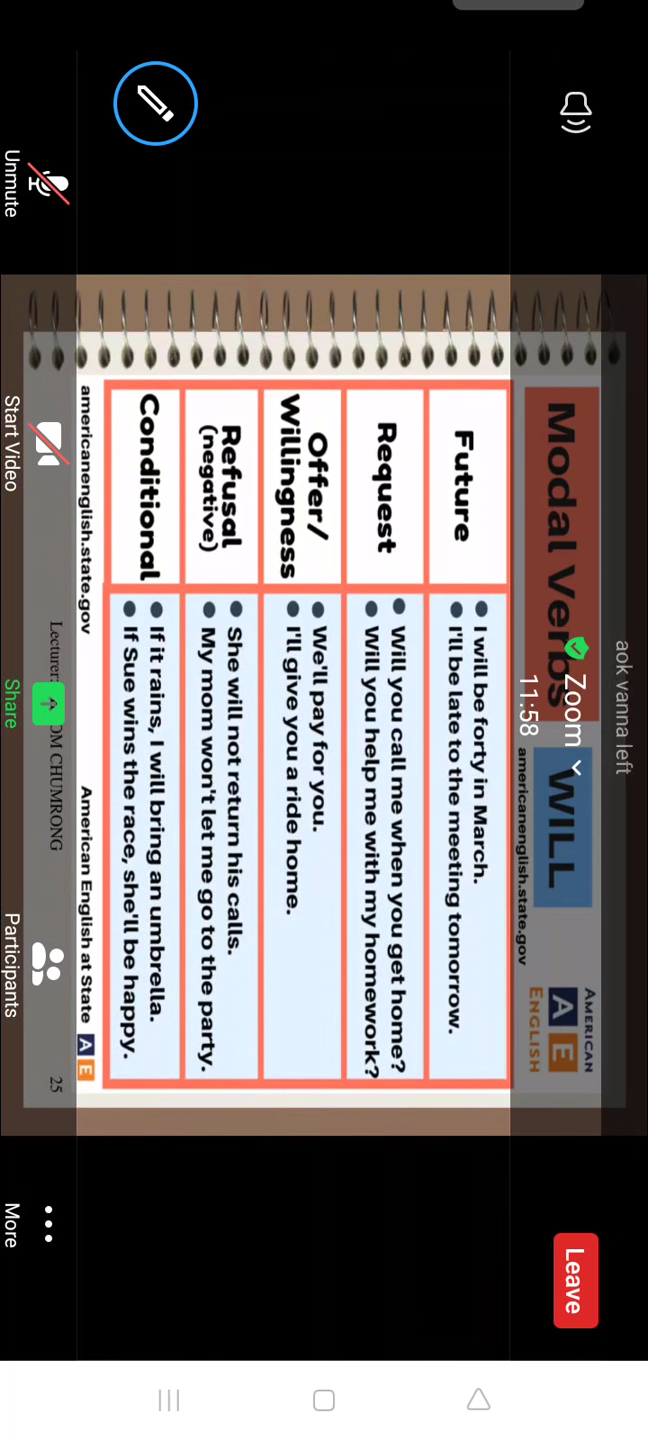 aok vanna left
Zoom
11:58
Leave
Modal Verbs WILL
AMERICAN
ENGLISH
A E
americanenglish.state.gov
Future
I will be forty in March.
I'll be late to the meeting tomorrow.
Request
Will you call me when you get home?
Will you help me with my homework?
Offer/
Willingness
We'll pay for you.
I'll give you a ride home.
Refusal
(negative)
She will not return his calls.
My mom won't let me go to the party.
Conditional
If it rains, I will bring an umbrella.
If Sue wins the race, she'll be happy.
americanenglish.state.gov
American English at State A E
Lecturer: CHUMRONG
25
Unmute
Start Video
Share
Participants
More